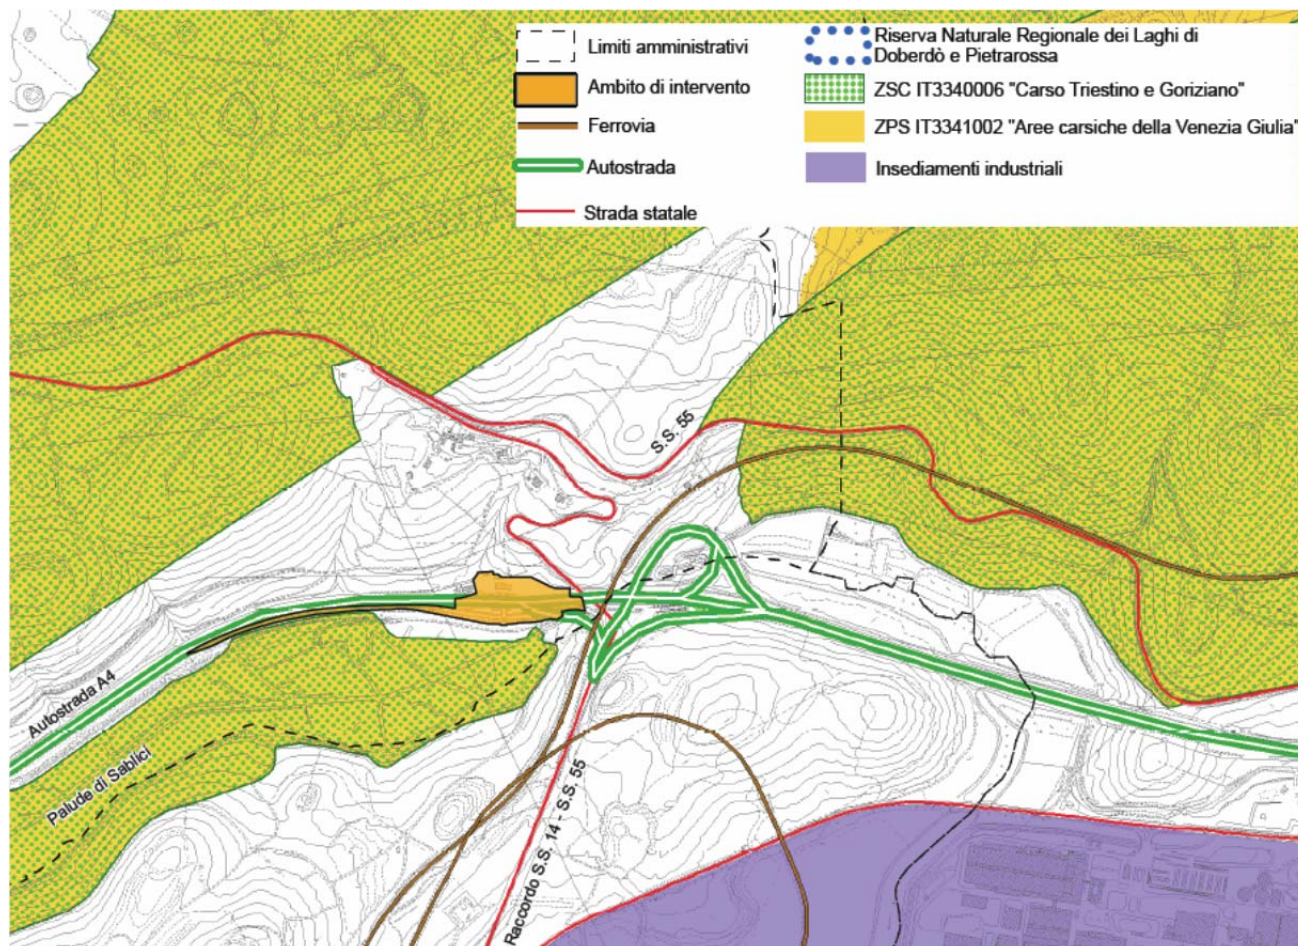 Limiti amministrativi
Ambito di intervento
Ferrovia
Autostrada
Strada statale
Riserva Naturale Regionale dei Laghi di
Doberdò e Pietrarossa
ZSC IT3340006 "Carso Triestino e Goriziano"
ZPS IT3341002 "Aree carsiche della Venezia Giulia"
Insediamenti industriali
S.S. 55
Autostrada A4
Palude di Sablici
Raccordo S.S. 14 - S.S. 55